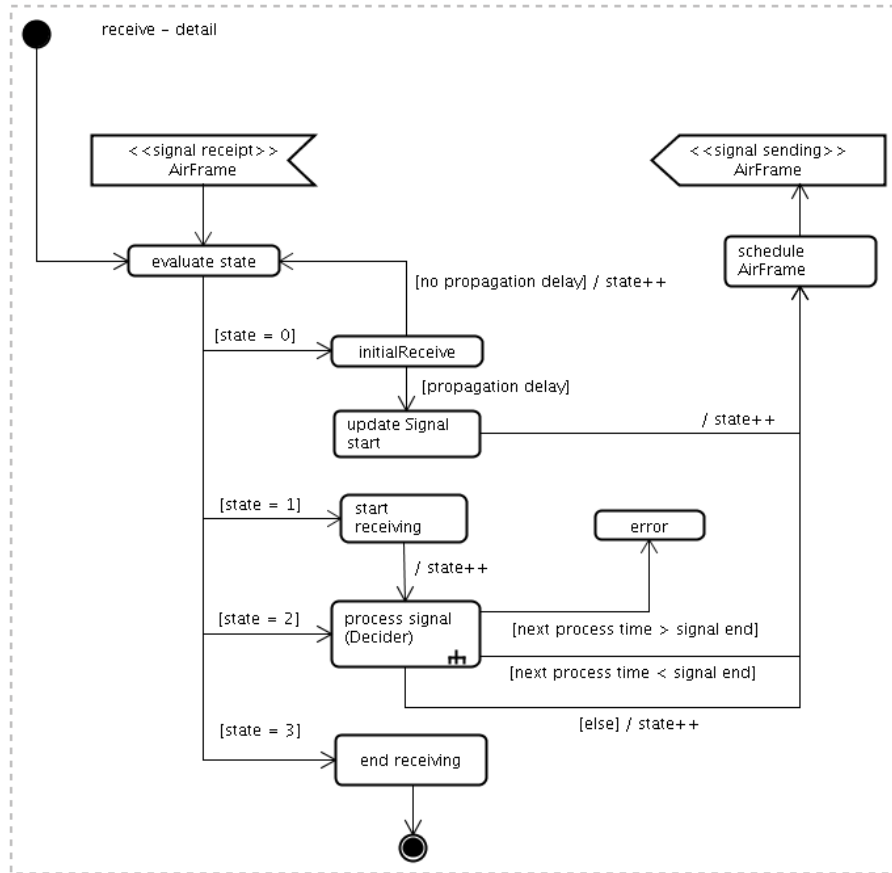 receive – detail
<<signal receipt>>
AirFrame
<<signal sending>>
AirFrame
evaluate state
schedule
AirFrame
[no propagation delay] / state++
[state = 0]
initialReceive
[propagation delay]
update Signal
start
/ state++
[state = 1]
start
receiving
error
/ state++
[state = 2]
process signal
(Decider)
[next process time > signal end]
[next process time < signal end]
[else] / state++
[state = 3]
end receiving